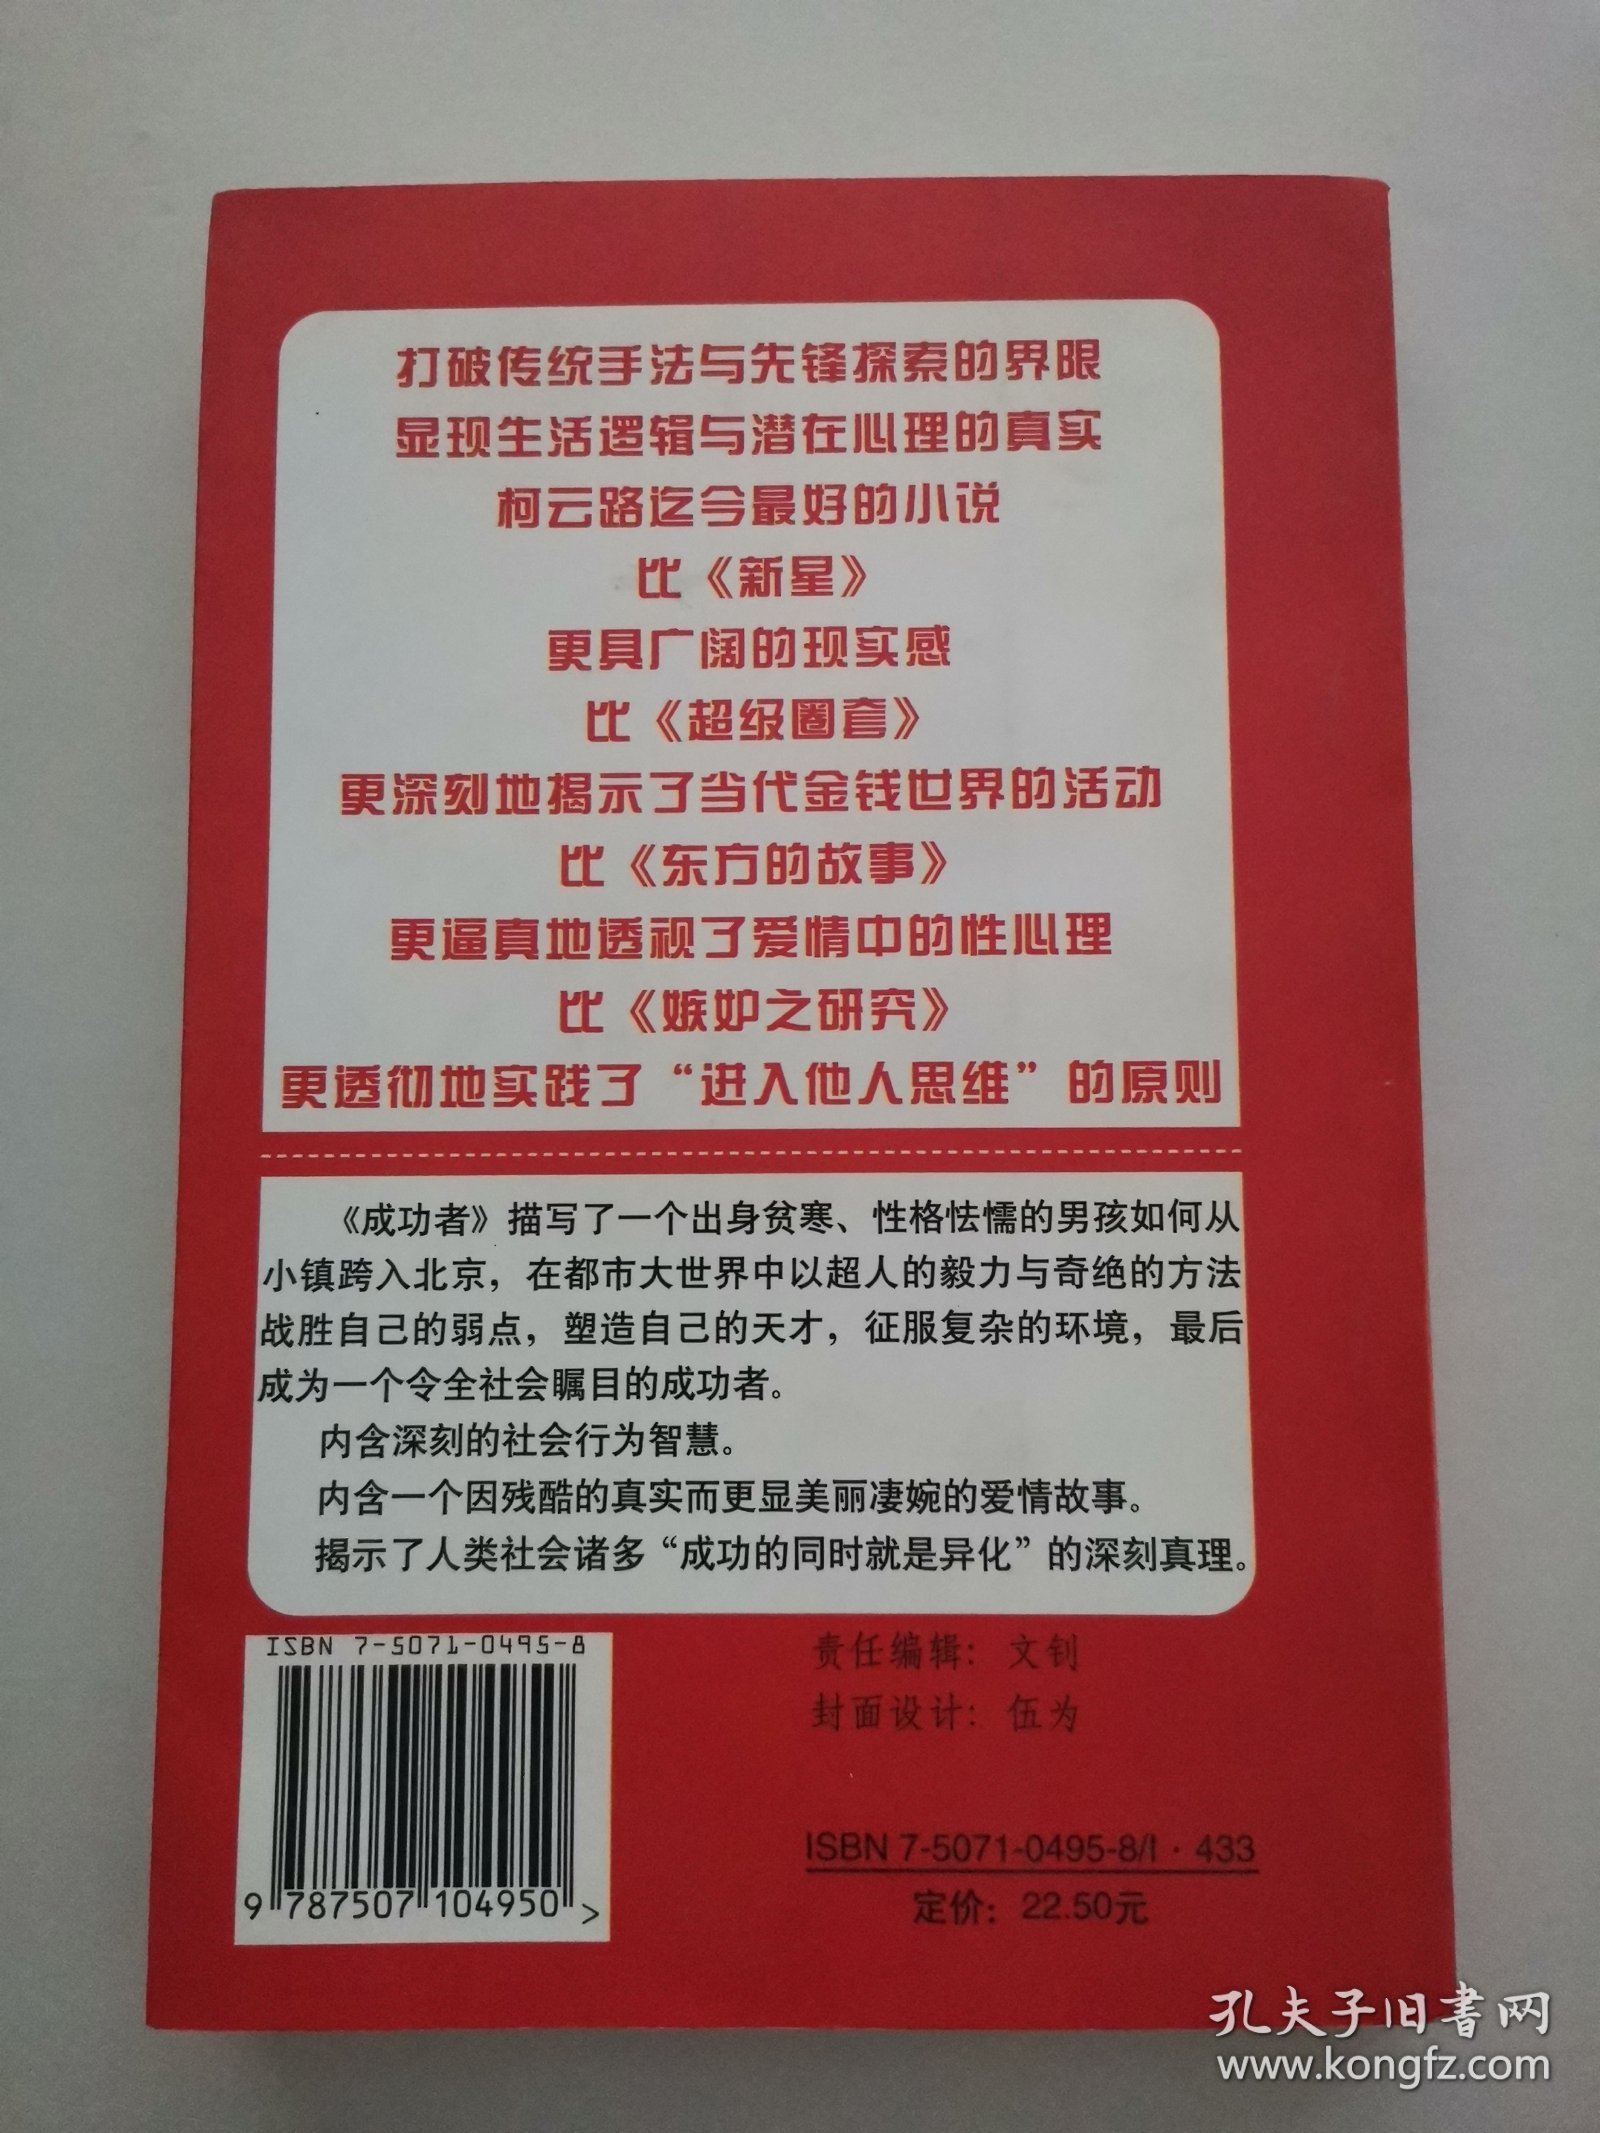 打破传统手法与先锋探索的界限
显现生活逻辑与潜在心理的真实
柯云路迄今最好的小说
比《新星》
更具广阔的现实感
比《超级圈套》
更深刻地揭示了当代金钱世界的活动
比《东方的故事》
更逼真地透视了爱情中的性心理
比《嫉妒之研究》
更透彻地实践了“进入他人思维”的原则
《成功者》描写了一个出身贫寒、性格怯懦的男孩如何从
小镇跨入北京，在都市大世界中以超人的毅力与奇绝的方法
战胜自己的弱点，塑造自己的天才，征服复杂的环境，最后
成为一个令全社会瞩目的成功者。
内含深刻的社会行为智慧。
内含一个因残酷的真实而更显美丽凄婉的爱情故事。
揭示了人类社会诸多“成功的同时就是异化”的深刻真理。
ISBN 7-5071-0495-8
9 787507 104950 >
责任编辑：文钊
封面设计：伍为
ISBN 7-5071-0495-8/I·433
定价：22.50元
孔夫子旧書网
www.kongfz.com